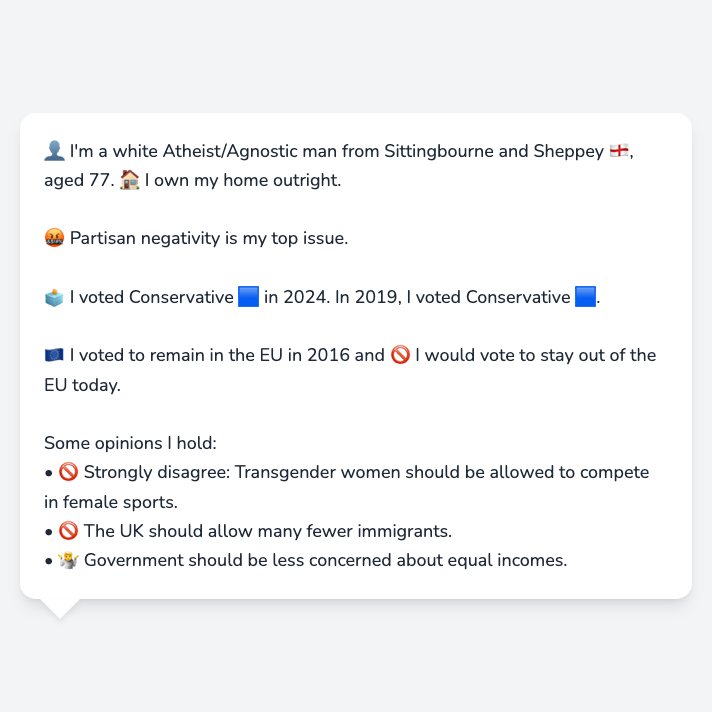 👤 I'm a white Atheist/Agnostic man from Sittingbourne and Sheppey 🏴󠁧󠁢󠁥󠁮󠁧󠁿,
aged 77. 🏠 I own my home outright.
🤬 Partisan negativity is my top issue.
🗳️ I voted Conservative 🟦 in 2024. In 2019, I voted Conservative 🟦.
🇪🇺 I voted to remain in the EU in 2016 and 🚫 I would vote to stay out of the
EU today.
Some opinions I hold:
• 🚫 Strongly disagree: Transgender women should be allowed to compete
in female sports.
• 🚫 The UK should allow many fewer immigrants.
• 🤷 Government should be less concerned about equal incomes.